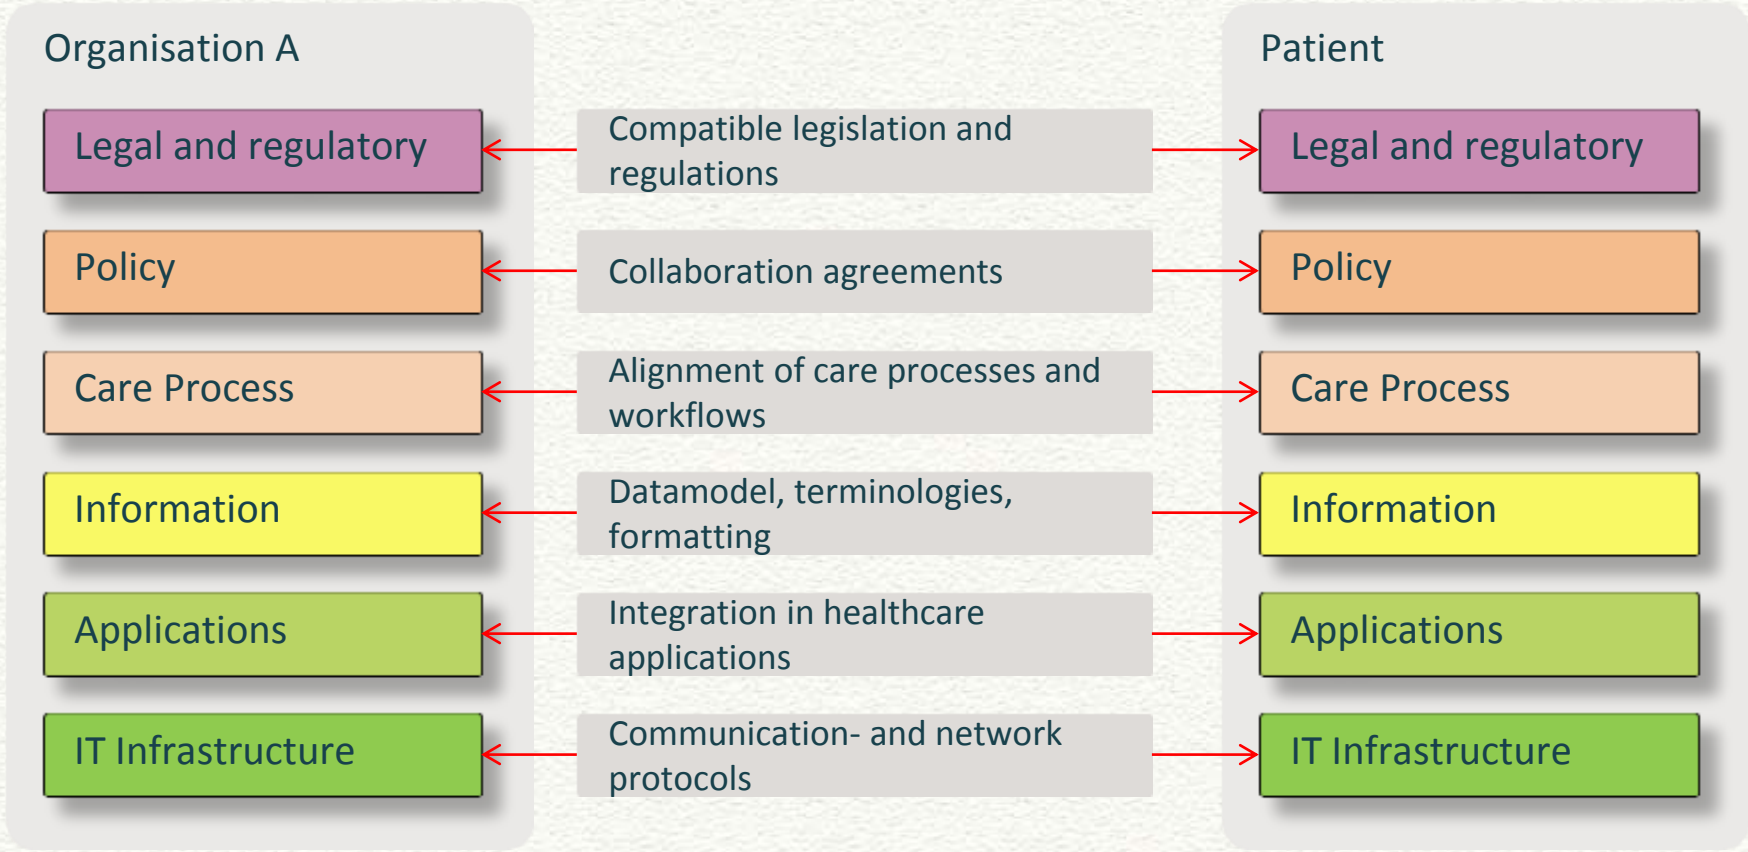 Organisation A
Patient
Legal and regulatory
Compatible legislation and
regulations
Legal and regulatory
Policy
Collaboration agreements
Policy
Care Process
Alignment of care processes and
workflows
Care Process
Information
Datamodel, terminologies,
formatting
Information
Applications
Integration in healthcare
applications
Applications
IT Infrastructure
Communication- and network
protocols
IT Infrastructure